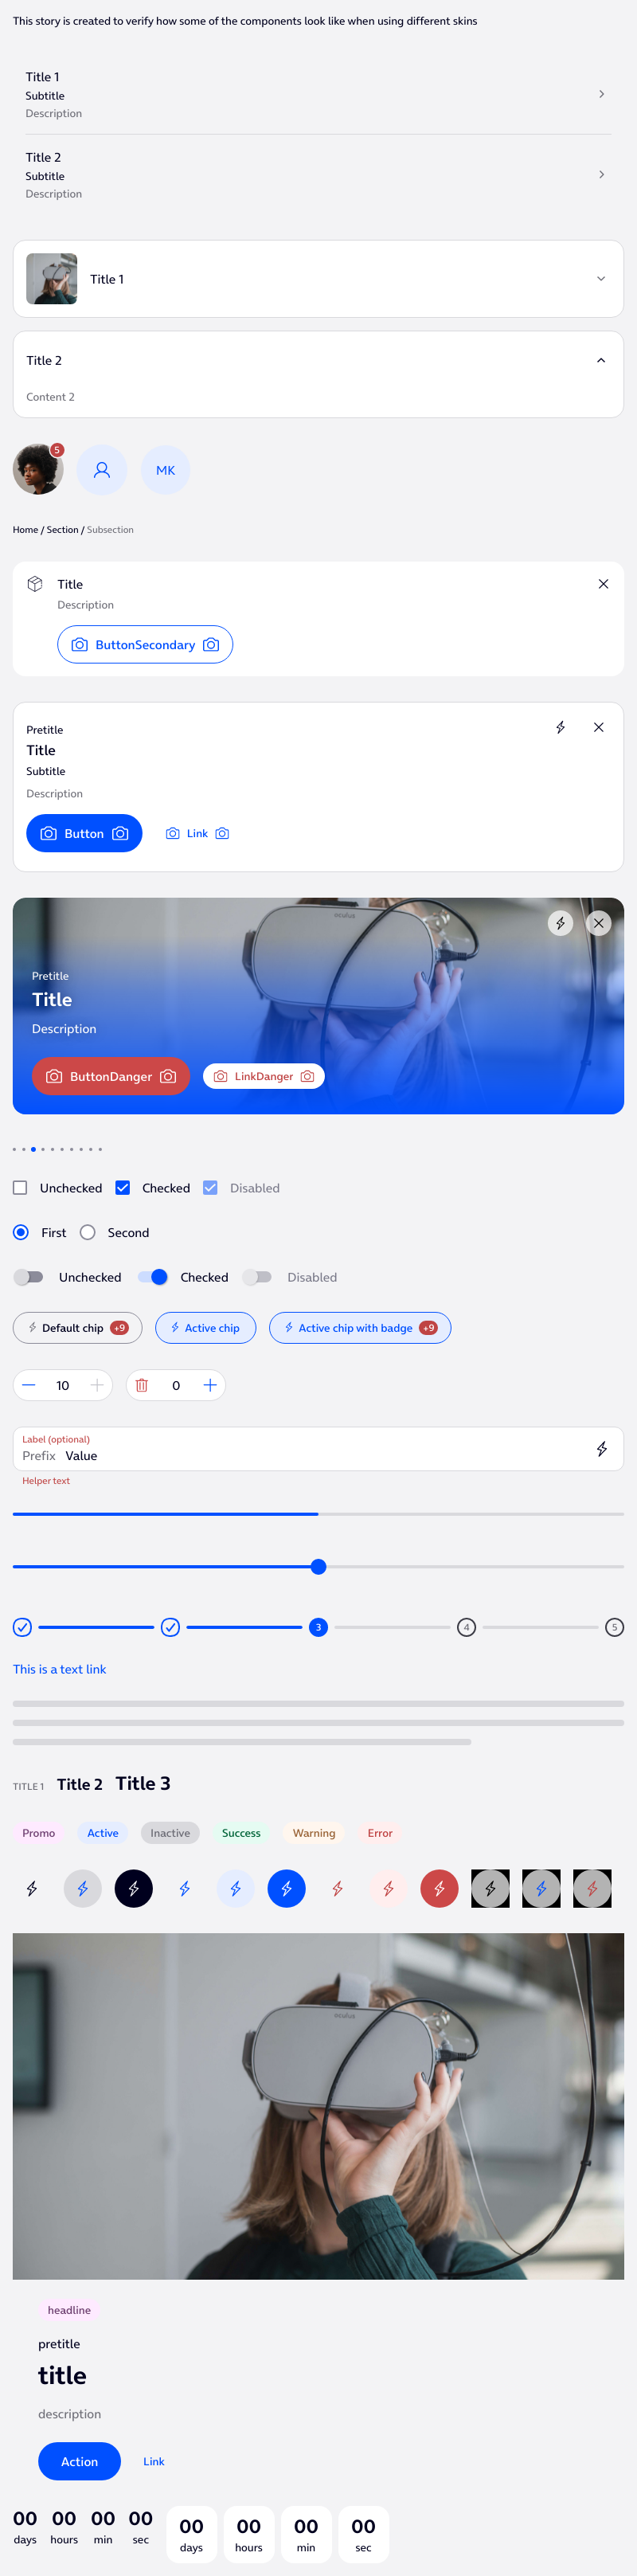 This story is created to verify how some of the components look like when using different skins
Title 1
Subtitle
Description
Title 2
Subtitle
Description
Title 1
Title 2
Content 2
5
MK
Home / Section / Subsection
Title
Description
ButtonSecondary
Pretitle
Title
Subtitle
Description
Button Link
oculus
Pretitle
Title
Description
ButtonDanger LinkDanger
Unchecked Checked Disabled
First Second
Unchecked Checked Disabled
Default chip +9 Active chip Active chip with badge +9
10 0
Label (optional)
Prefix Value
Helper text
3 4 5
This is a text link
TITLE 1 Title 2 Title 3
Promo Active Inactive Success Warning Error
oculus
headline
pretitle
title
description
Action Link
00 00 00 00 00 00 00 00
days hours min sec days hours min sec